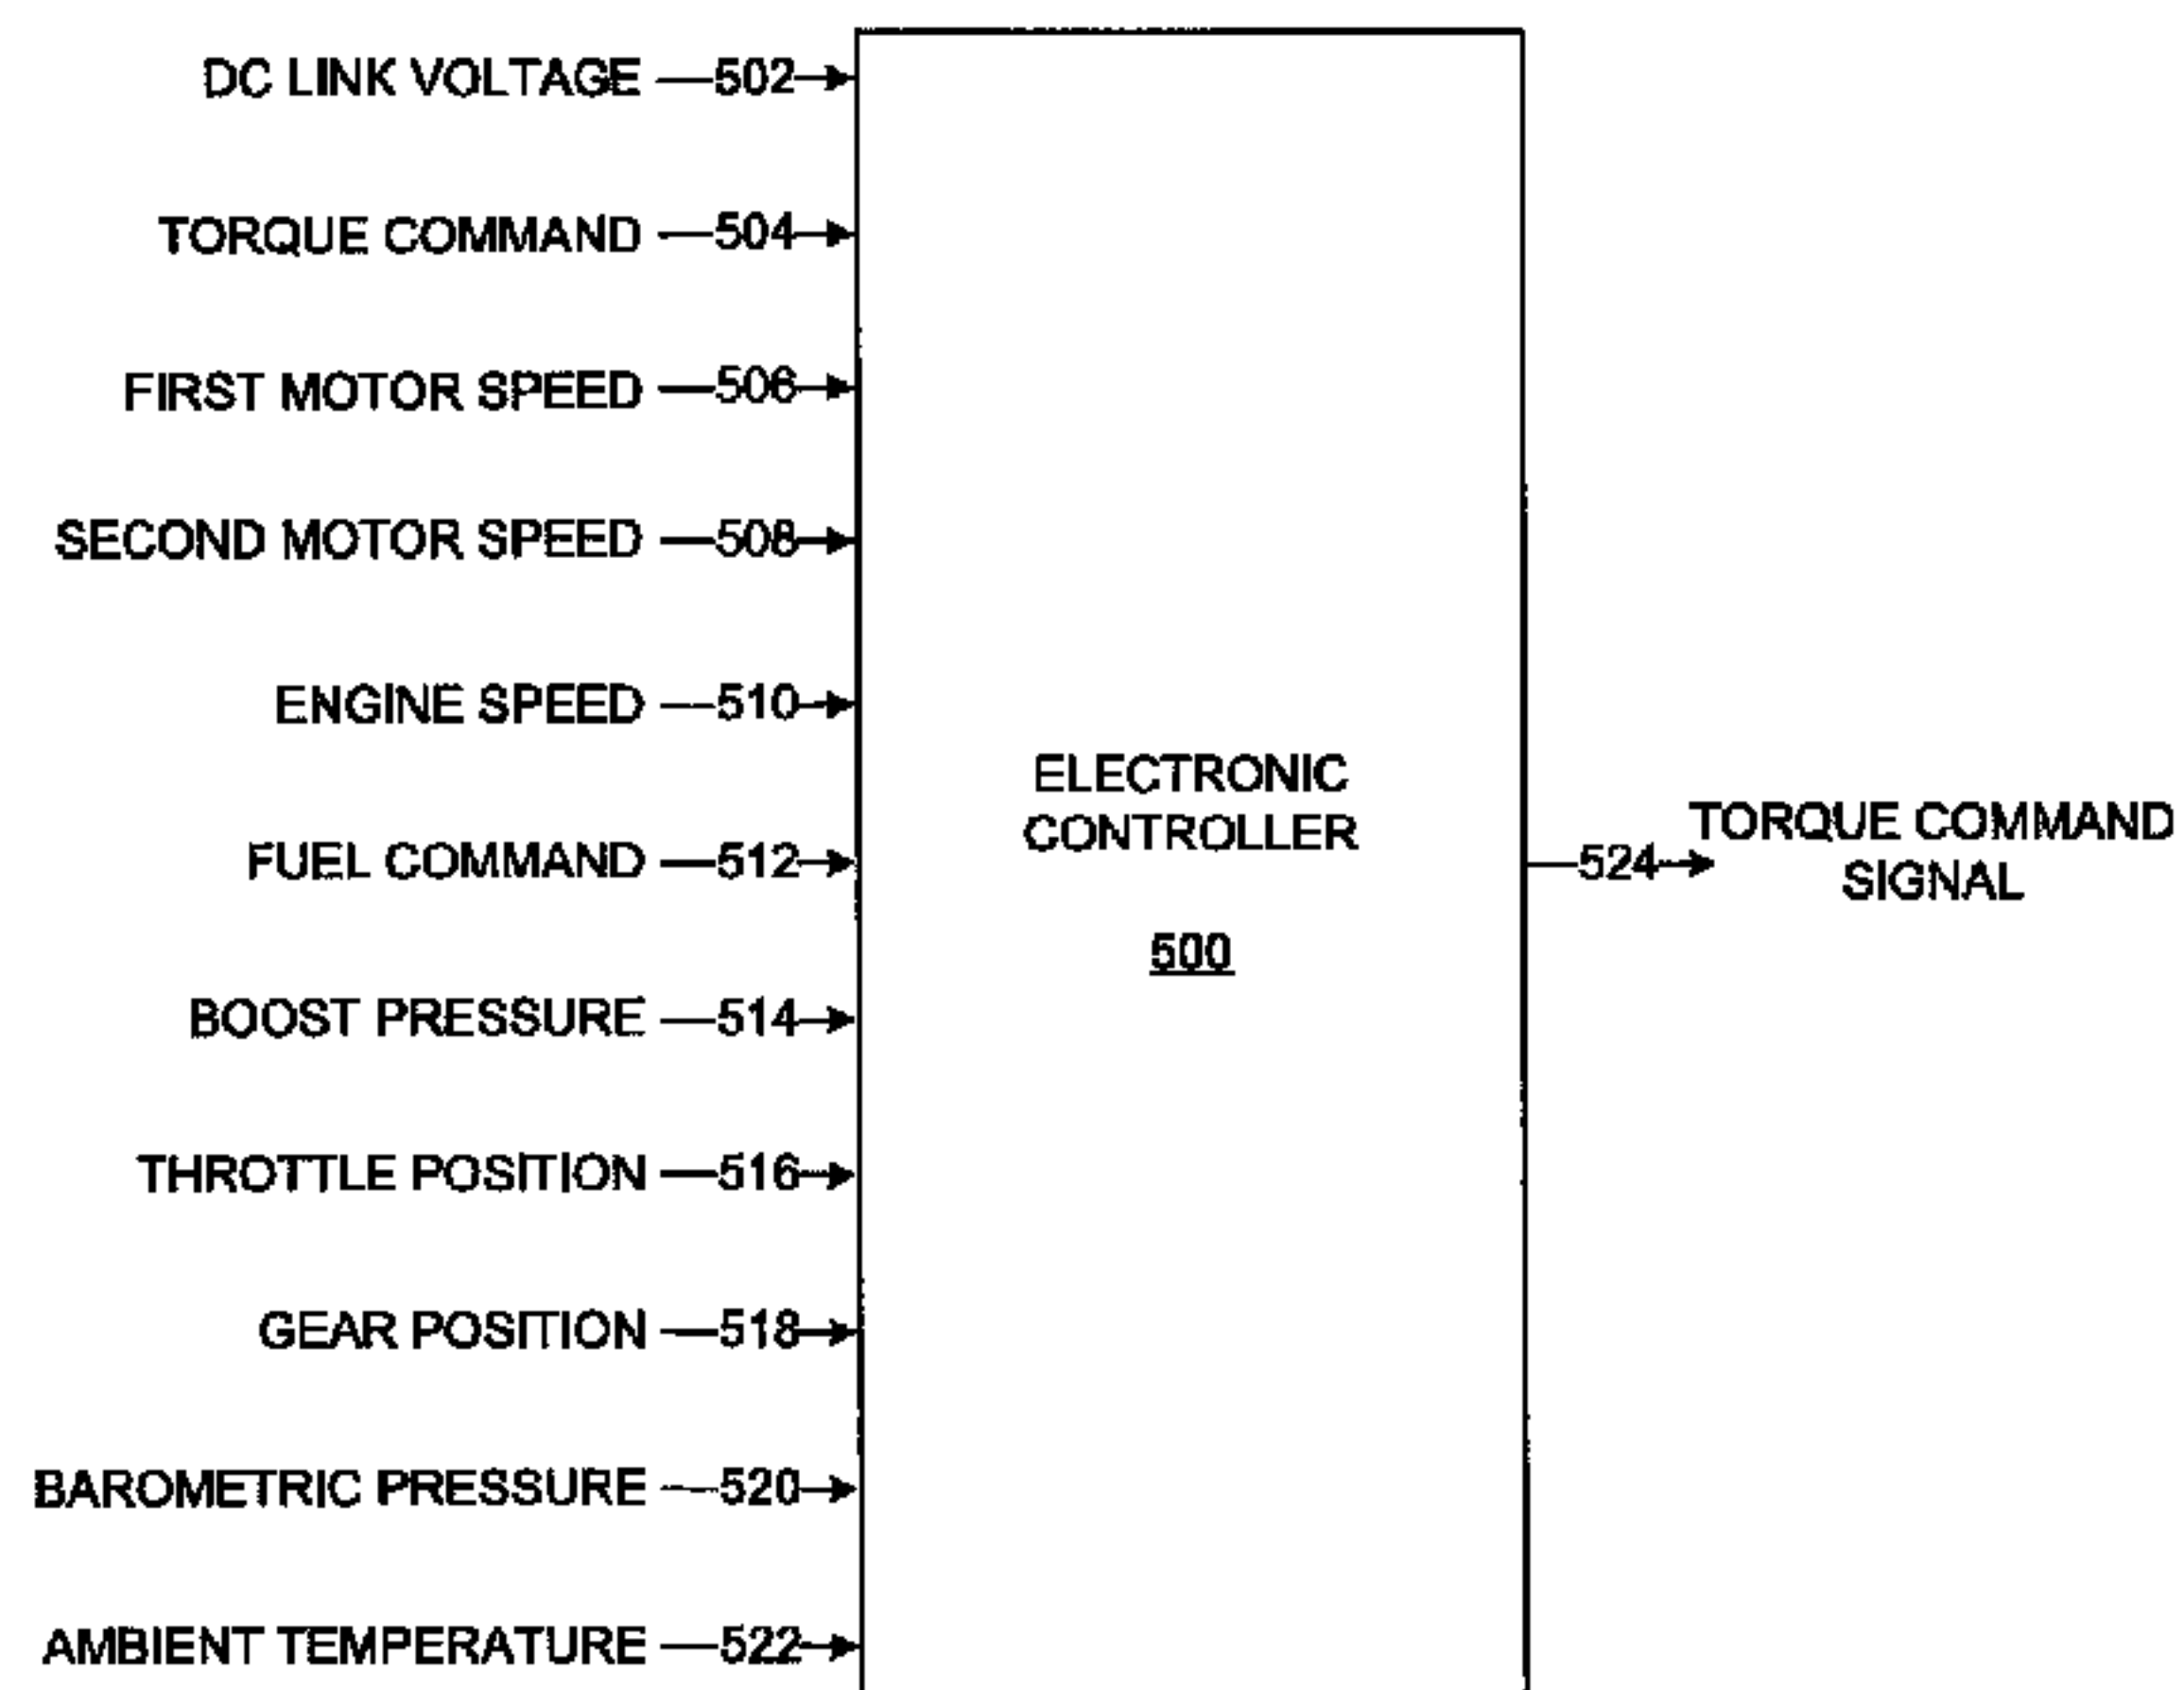 DC LINK VOLTAGE 502
TORQUE COMMAND 504
FIRST MOTOR SPEED 506
SECOND MOTOR SPEED 508
ENGINE SPEED 510
FUEL COMMAND 512
BOOST PRESSURE 514
THROTTLE POSITION 516
GEAR POSITION 518
BAROMETRIC PRESSURE 520
AMBIENT TEMPERATURE 522
ELECTRONIC
CONTROLLER
500
524
TORQUE COMMAND
SIGNAL